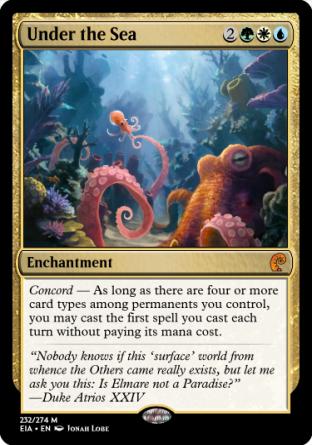 Under the Sea 2
Enchantment
Concord — As long as there are four or more
card types among permanents you control,
you may cast the first spell you cast each
turn without paying its mana cost.
“Nobody knows if this ‘surface’ world from
whence the Others came really exists, but let me
ask you this: Is Elmare not a Paradise?”
—Duke Atrios XXIV
232/274 M
EIA • EN Jonah Lobe